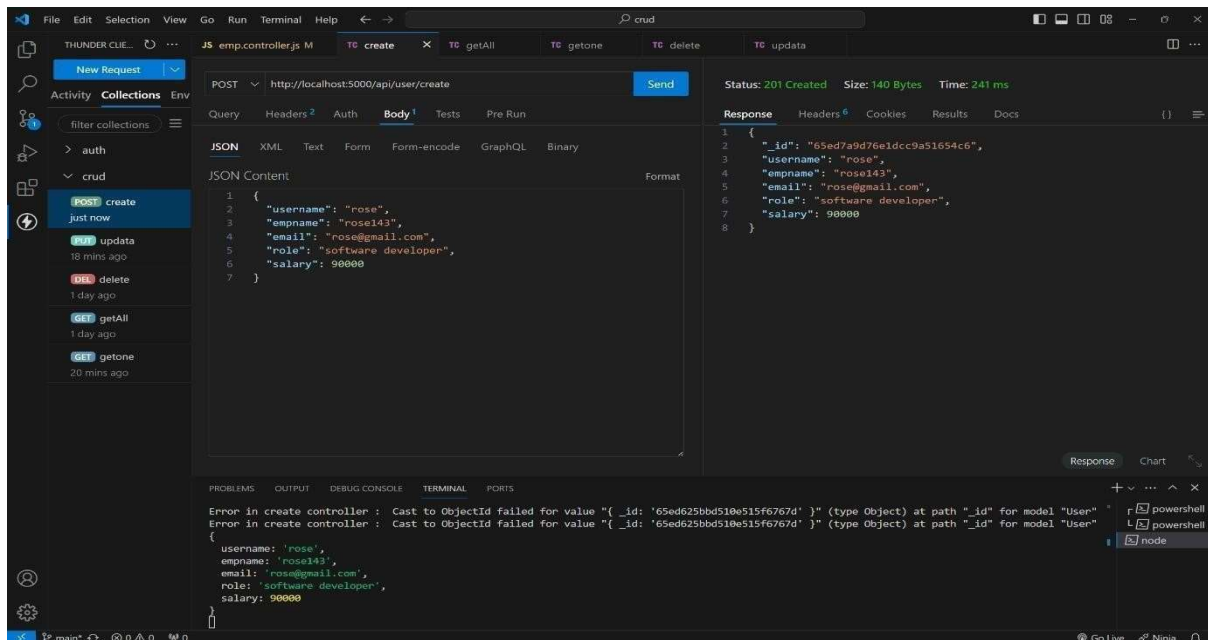 File Edit Selection View Go Run Terminal Help crud
THUNDER CLIE...
New Request
Activity Collections Env
filter collections
auth
crud
POST create
just now
PUT updata
18 mins ago
DEL delete
1 day ago
GET getAll
1 day ago
GET getone
20 mins ago
JS emp.controller.js M TC create TC getAll TC getone TC delete TC updata
POST http://localhost:5000/api/user/create Send
Query Headers 2 Auth Body 1 Tests Pre Run
JSON XML Text Form Form-encode GraphQL Binary
JSON Content Format
1 {
2 "username": "rose",
3 "empname": "rose143",
4 "email": "rose@gmail.com",
5 "role": "software developer",
6 "salary": 90000
7 }
Status: 201 Created Size: 140 Bytes Time: 241 ms
Response Headers 6 Cookies Results Docs {}
1 {
2 "_id": "65ed7a9d76e1dcc9a51654c6",
3 "username": "rose",
4 "empname": "rose143",
5 "email": "rose@gmail.com",
6 "role": "software developer",
7 "salary": 90000
8 }
Response Chart
PROBLEMS OUTPUT DEBUG CONSOLE TERMINAL PORTS
Error in create controller : Cast to ObjectId failed for value "{ _id: '65ed625bbd510e515f6767d' }" (type Object) at path "_id" for model "User"
Error in create controller : Cast to ObjectId failed for value "{ _id: '65ed625bbd510e515f6767d' }" (type Object) at path "_id" for model "User"
{
username: 'rose',
empname: 'rose143',
email: 'rose@gmail.com',
role: 'software developer',
salary: 90000
}
powershell
powershell
node
main* 0 0 0 Go Live Ninja